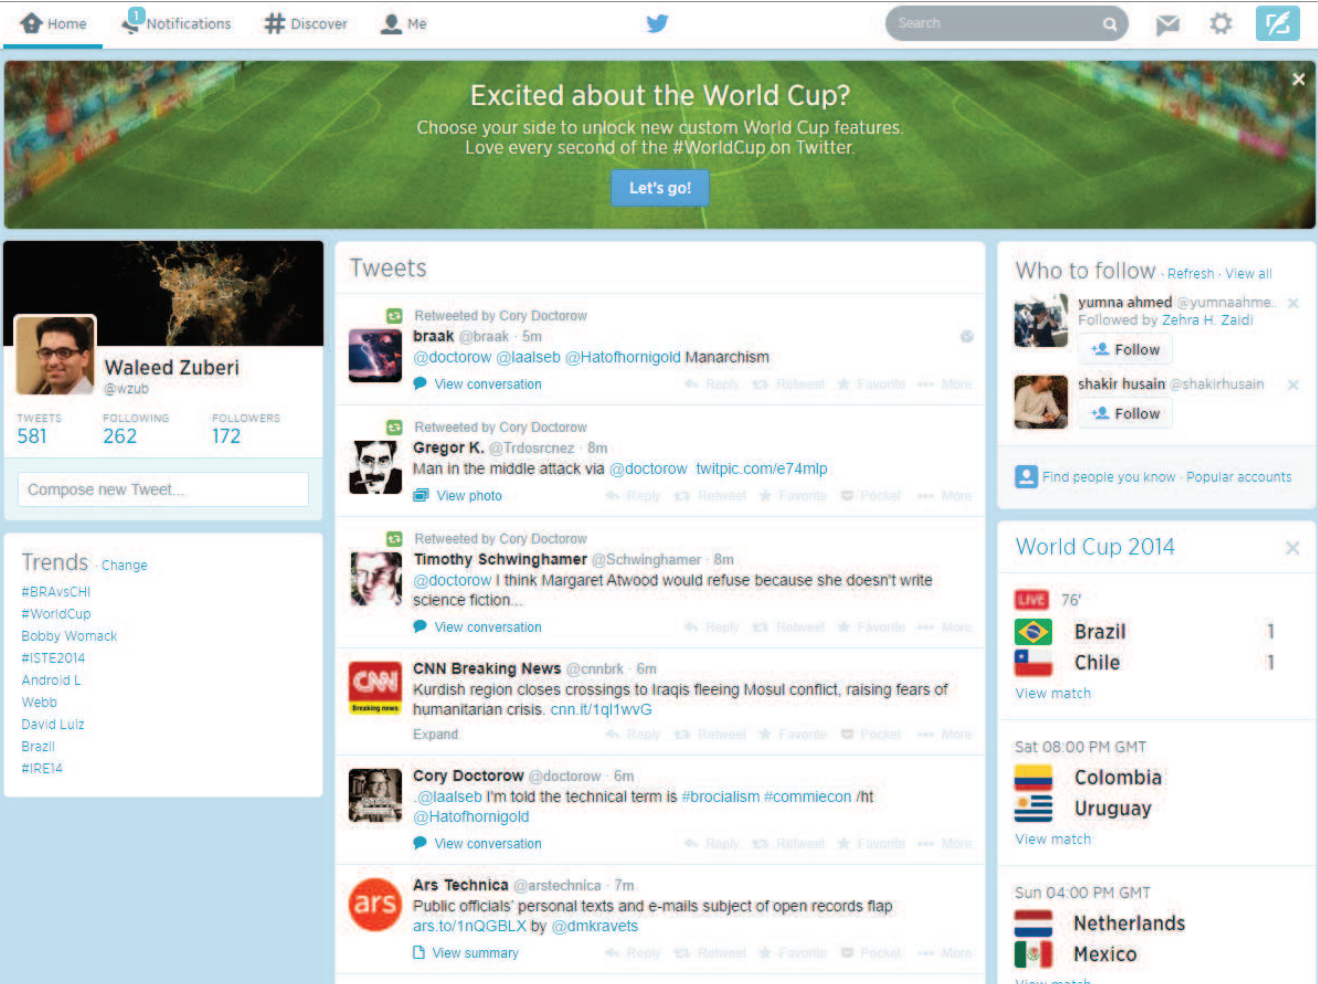 Home
1
Notifications
Discover
Me
Search
Excited about the World Cup?
Choose your side to unlock new custom World Cup features.
Love every second of the #WorldCup on Twitter.
Let's go!
Waleed Zuberi
@wzub
TWEETS FOLLOWING FOLLOWERS
581 262 172
Compose new Tweet...
Trends · Change
#BRAvsCHI
#WorldCup
Bobby Womack
#ISTE2014
Android L
Webb
David Luiz
Brazil
#IRE14
Tweets
Retweeted by Cory Doctorow
braak @braak · 5m
@doctorow @laalseb @Hatofhornigold Manarchism
View conversation Reply Retweet Favorite More
Retweeted by Cory Doctorow
Gregor K. @Trdosrcnez · 8m
Man in the middle attack via @doctorow twitpic.com/e74mlp
View photo Reply Retweet Favorite Pocket More
Retweeted by Cory Doctorow
Timothy Schwinghamer @Schwinghamer · 8m
@doctorow I think Margaret Atwood would refuse because she doesn't write
science fiction...
View conversation Reply Retweet Favorite More
CNN
Breaking news
CNN Breaking News @cnnbrk · 6m
Kurdish region closes crossings to Iraqis fleeing Mosul conflict, raising fears of
humanitarian crisis. cnn.it/1ql1wvG
Expand Reply Retweet Favorite Pocket More
Cory Doctorow @doctorow · 6m
.@laalseb I'm told the technical term is #brocialism #commiecon /ht
@Hatofhornigold
View conversation Reply Retweet Favorite More
ars
Ars Technica @arstechnica · 7m
Public officials' personal texts and e-mails subject of open records flap
ars.to/1nQGBLX by @dmkravets
View summary Reply Retweet Favorite Pocket More
Who to follow · Refresh · View all
yumna ahmed @yumnaahme..
Followed by Zehra H. Zaidi
Follow
shakir husain @shakirhusain
Follow
Find people you know · Popular accounts
World Cup 2014
LIVE 76'
Brazil 1
Chile 1
View match
Sat 08:00 PM GMT
Colombia
Uruguay
View match
Sun 04:00 PM GMT
Netherlands
Mexico
View match